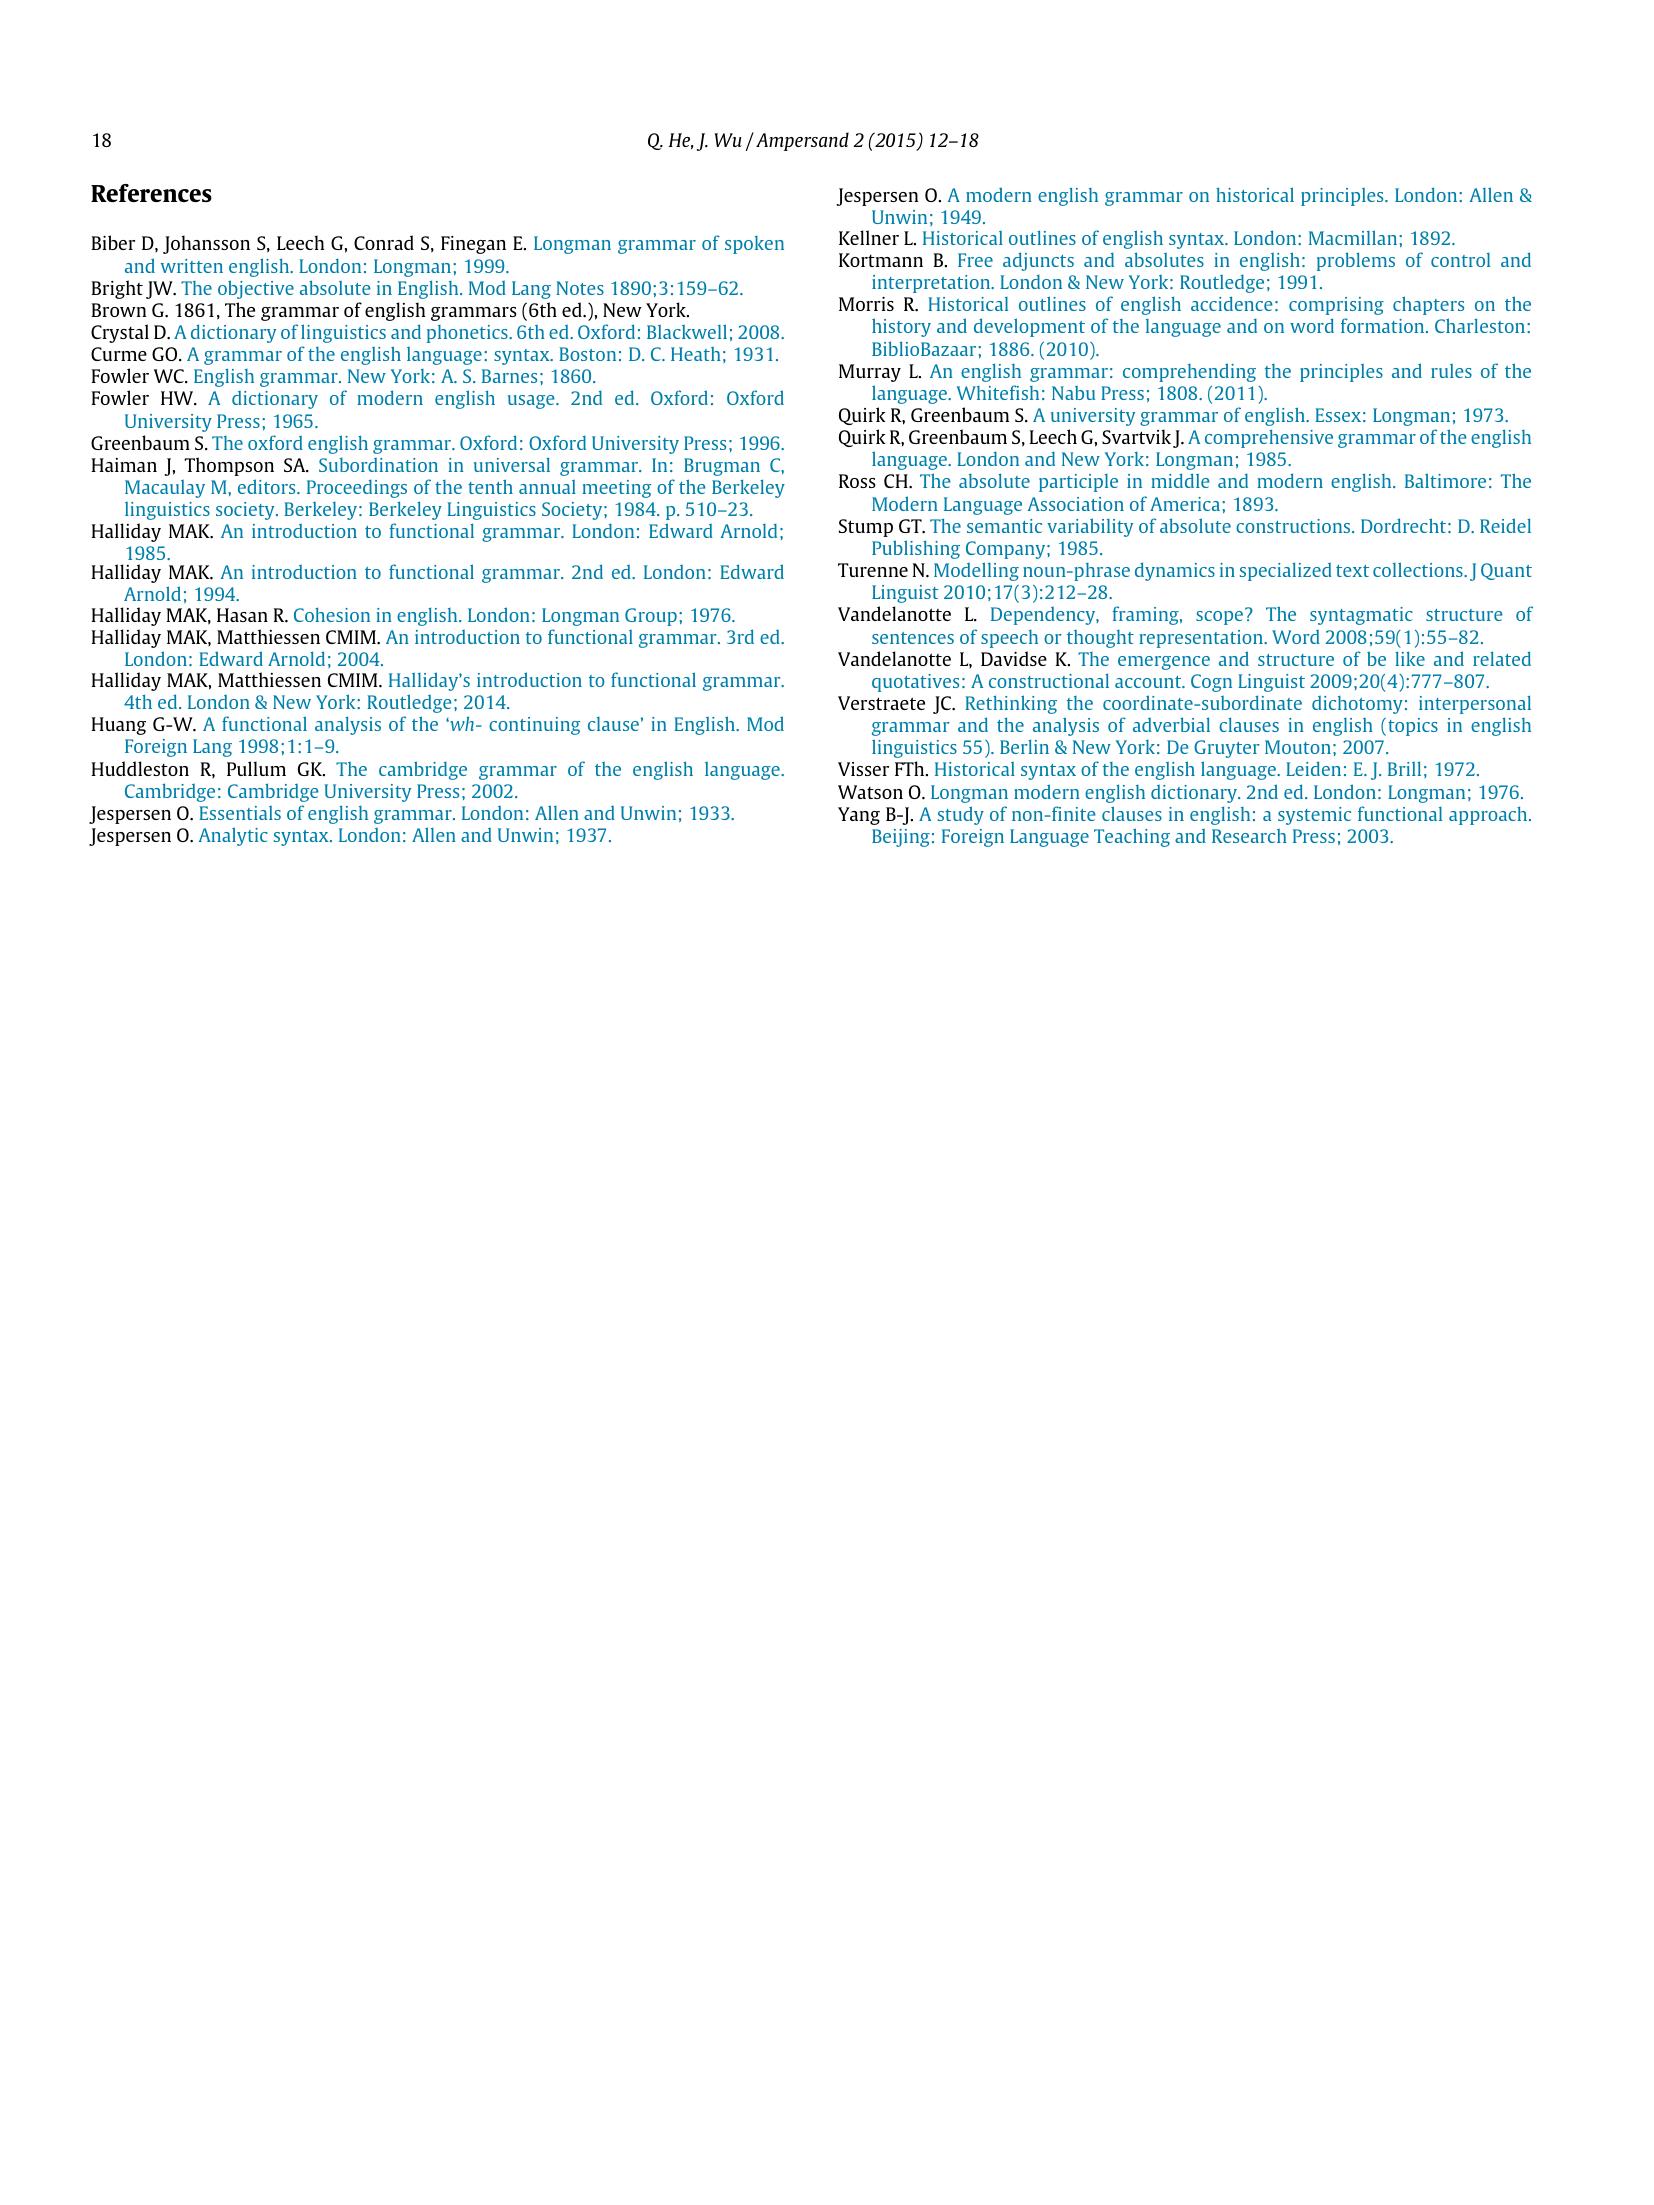 18
Q. He, J. Wu / Ampersand 2 (2015) 12–18
References
Biber D, Johansson S, Leech G, Conrad S, Finegan E. Longman grammar of spoken
and written english. London: Longman; 1999.
Bright JW. The objective absolute in English. Mod Lang Notes 1890;3:159–62.
Brown G. 1861, The grammar of english grammars (6th ed.), New York.
Crystal D. A dictionary of linguistics and phonetics. 6th ed. Oxford: Blackwell; 2008.
Curme GO. A grammar of the english language: syntax. Boston: D. C. Heath; 1931.
Fowler WC. English grammar. New York: A. S. Barnes; 1860.
Fowler HW. A dictionary of modern english usage. 2nd ed. Oxford: Oxford
University Press; 1965.
Greenbaum S. The oxford english grammar. Oxford: Oxford University Press; 1996.
Haiman J, Thompson SA. Subordination in universal grammar. In: Brugman C,
Macaulay M, editors. Proceedings of the tenth annual meeting of the Berkeley
linguistics society. Berkeley: Berkeley Linguistics Society; 1984. p. 510–23.
Halliday MAK. An introduction to functional grammar. London: Edward Arnold;
1985.
Halliday MAK. An introduction to functional grammar. 2nd ed. London: Edward
Arnold; 1994.
Halliday MAK, Hasan R. Cohesion in english. London: Longman Group; 1976.
Halliday MAK, Matthiessen CMIM. An introduction to functional grammar. 3rd ed.
London: Edward Arnold; 2004.
Halliday MAK, Matthiessen CMIM. Halliday's introduction to functional grammar.
4th ed. London & New York: Routledge; 2014.
Huang G-W. A functional analysis of the ‘wh- continuing clause’ in English. Mod
Foreign Lang 1998;1:1–9.
Huddleston R, Pullum GK. The cambridge grammar of the english language.
Cambridge: Cambridge University Press; 2002.
Jespersen O. Essentials of english grammar. London: Allen and Unwin; 1933.
Jespersen O. Analytic syntax. London: Allen and Unwin; 1937.
Jespersen O. A modern english grammar on historical principles. London: Allen &
Unwin; 1949.
Kellner L. Historical outlines of english syntax. London: Macmillan; 1892.
Kortmann B. Free adjuncts and absolutes in english: problems of control and
interpretation. London & New York: Routledge; 1991.
Morris R. Historical outlines of english accidence: comprising chapters on the
history and development of the language and on word formation. Charleston:
BiblioBazaar; 1886. (2010).
Murray L. An english grammar: comprehending the principles and rules of the
language. Whitefish: Nabu Press; 1808. (2011).
Quirk R, Greenbaum S. A university grammar of english. Essex: Longman; 1973.
Quirk R, Greenbaum S, Leech G, Svartvik J. A comprehensive grammar of the english
language. London and New York: Longman; 1985.
Ross CH. The absolute participle in middle and modern english. Baltimore: The
Modern Language Association of America; 1893.
Stump GT. The semantic variability of absolute constructions. Dordrecht: D. Reidel
Publishing Company; 1985.
Turenne N. Modelling noun-phrase dynamics in specialized text collections. J Quant
Linguist 2010;17(3):212–28.
Vandelanotte L. Dependency, framing, scope? The syntagmatic structure of
sentences of speech or thought representation. Word 2008;59(1):55–82.
Vandelanotte L, Davidse K. The emergence and structure of be like and related
quotatives: A constructional account. Cogn Linguist 2009;20(4):777–807.
Verstraete JC. Rethinking the coordinate-subordinate dichotomy: interpersonal
grammar and the analysis of adverbial clauses in english (topics in english
linguistics 55). Berlin & New York: De Gruyter Mouton; 2007.
Visser FTh. Historical syntax of the english language. Leiden: E. J. Brill; 1972.
Watson O. Longman modern english dictionary. 2nd ed. London: Longman; 1976.
Yang B-J. A study of non-finite clauses in english: a systemic functional approach.
Beijing: Foreign Language Teaching and Research Press; 2003.